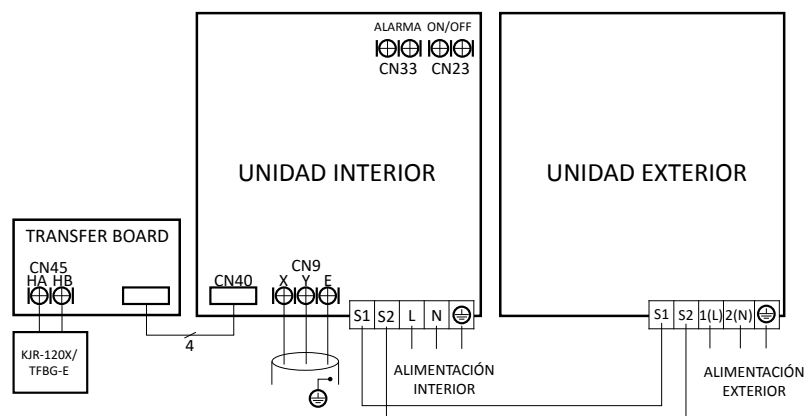 ALARMA ON/OFF
CN33 CN23
UNIDAD INTERIOR
UNIDAD EXTERIOR
TRANSFER BOARD
CN45
HA HB
CN40
CN9
X Y E
S1 S2 L N
S1 S2 1(L) 2(N)
4
KJR-120X/
TFBG-E
ALIMENTACIÓN
INTERIOR
ALIMENTACIÓN
EXTERIOR